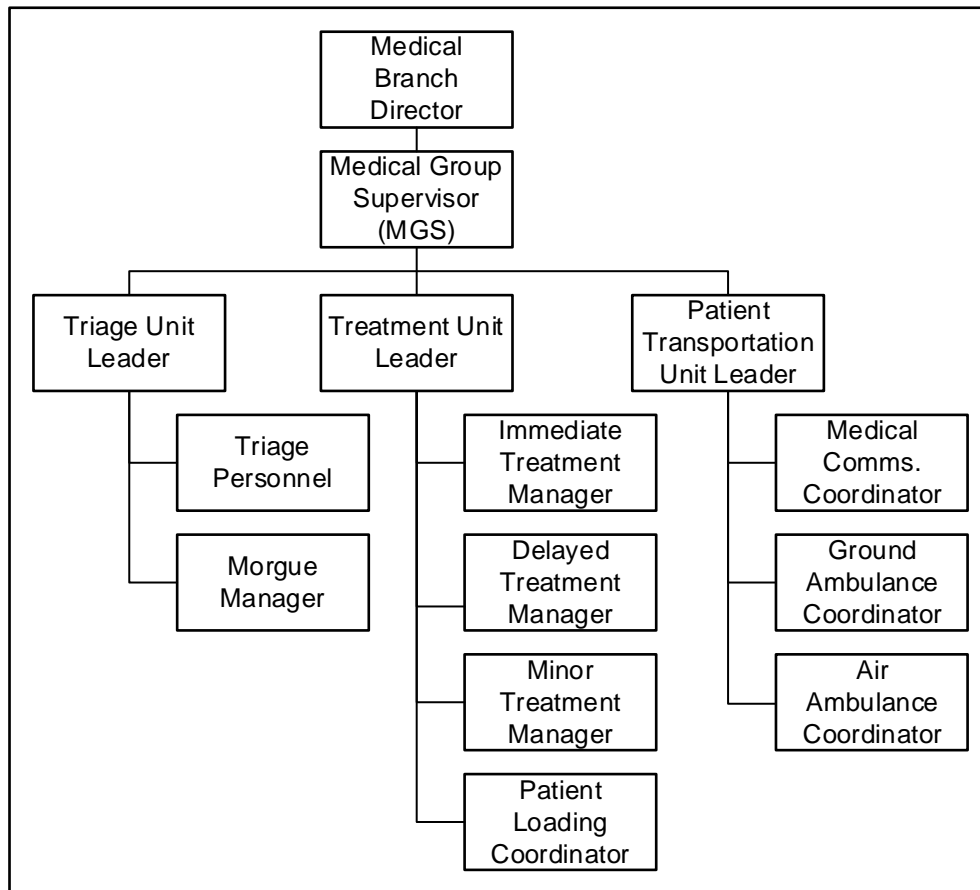 Medical
Branch
Director
Medical Group
Supervisor
(MGS)
Triage Unit
Leader
Treatment Unit
Leader
Patient
Transportation
Unit Leader
Triage
Personnel
Morgue
Manager
Immediate
Treatment
Manager
Delayed
Treatment
Manager
Minor
Treatment
Manager
Patient
Loading
Coordinator
Medical
Comms.
Coordinator
Ground
Ambulance
Coordinator
Air
Ambulance
Coordinator